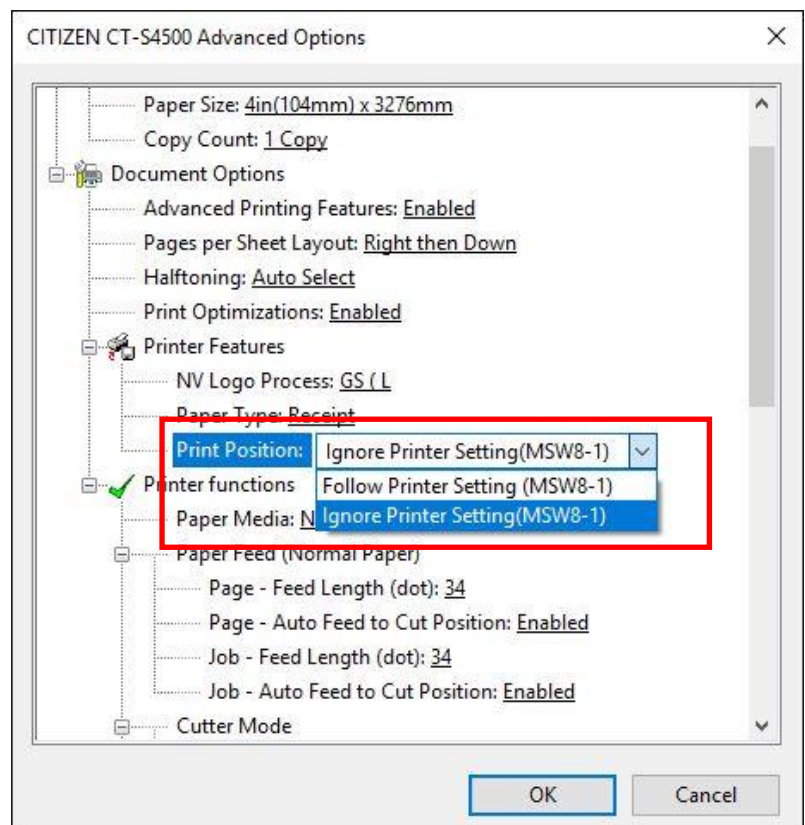 CITIZEN CT-S4500 Advanced Options
Paper Size: 4in(104mm) x 3276mm
Copy Count: 1 Copy
Document Options
Advanced Printing Features: Enabled
Pages per Sheet Layout: Right then Down
Halftoning: Auto Select
Print Optimizations: Enabled
Printer Features
NV Logo Process: GS ( L
Paper Type: Receipt
Print Position: Ignore Printer Setting(MSW8-1)
Printer functions Follow Printer Setting (MSW8-1)
Paper Media: N Ignore Printer Setting(MSW8-1)
Paper Feed (Normal Paper)
Page - Feed Length (dot): 34
Page - Auto Feed to Cut Position: Enabled
Job - Feed Length (dot): 34
Job - Auto Feed to Cut Position: Enabled
Cutter Mode
OK Cancel